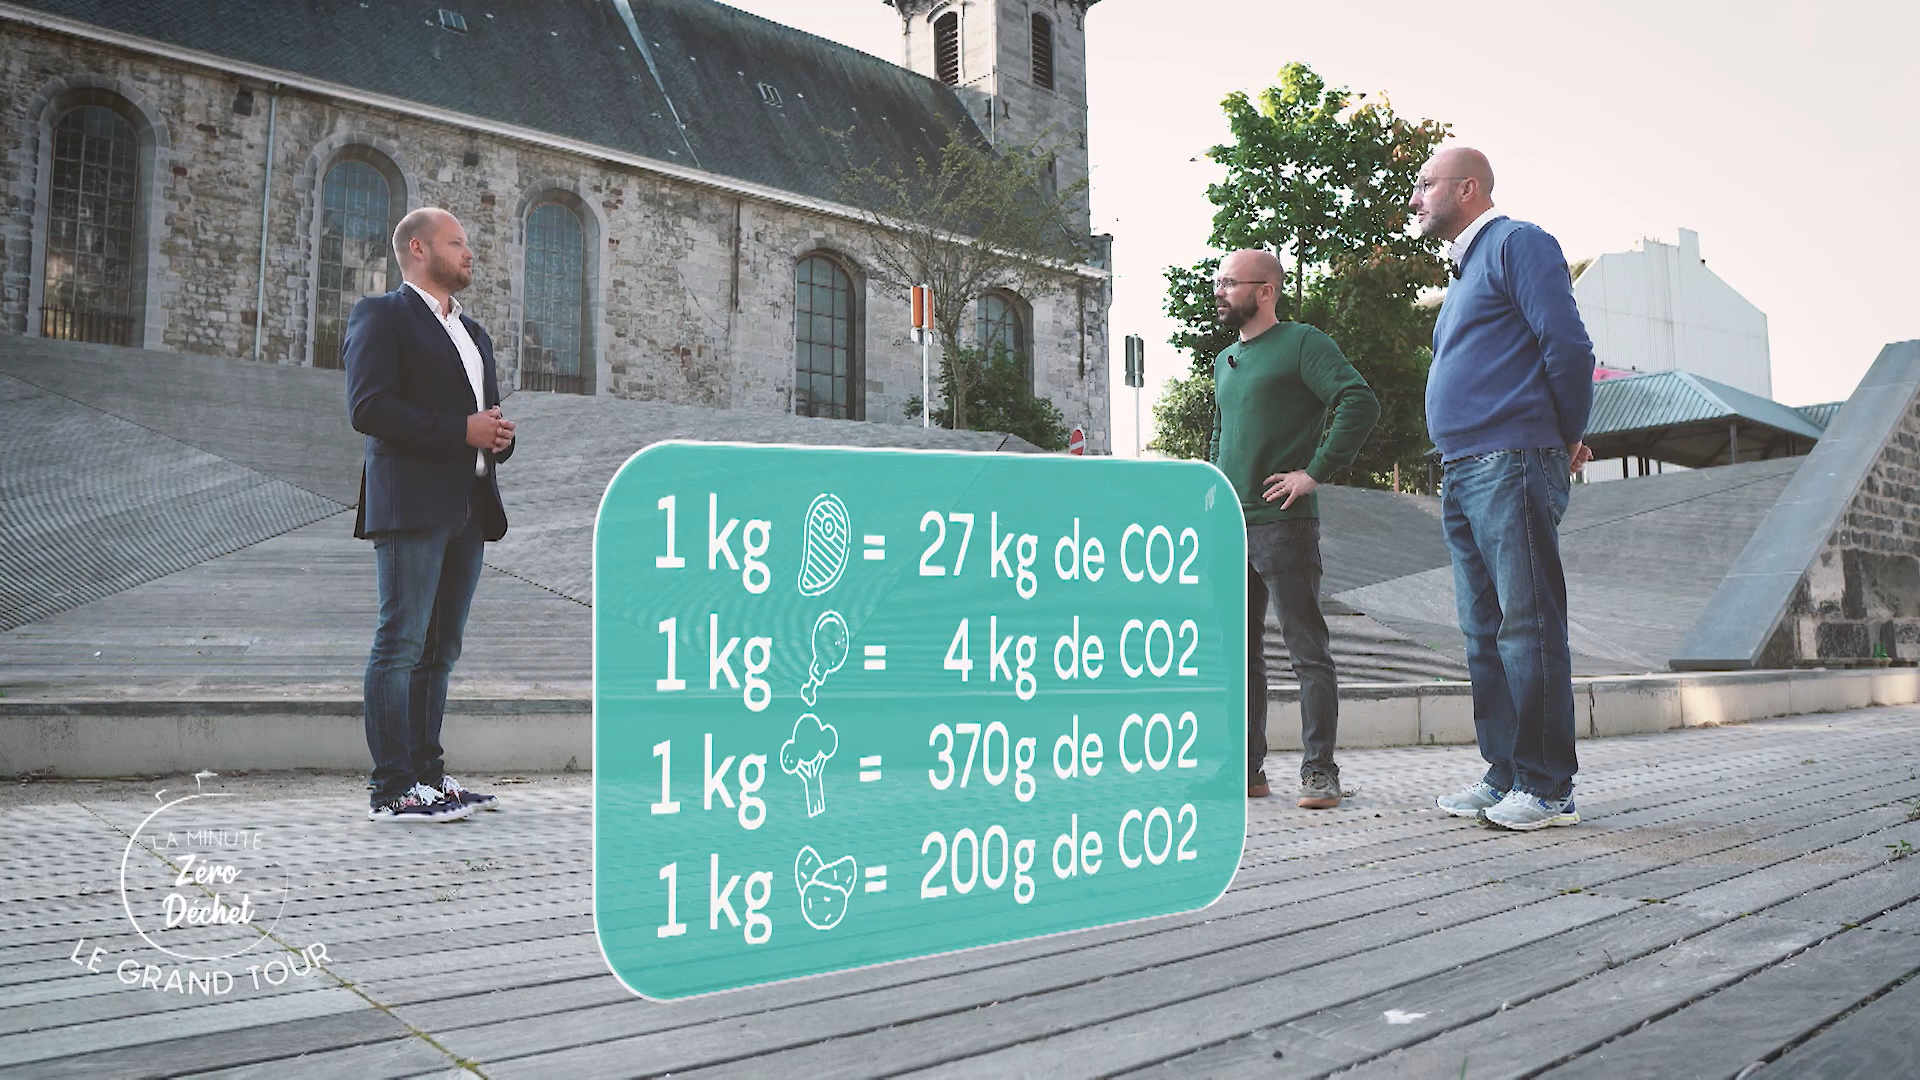 1 kg = 27 kg de CO2
1 kg = 4 kg de CO2
1 kg = 370g de CO2
1 kg = 200g de CO2
LA MINUTE
Zéro
Déchet
LE GRAND TOUR